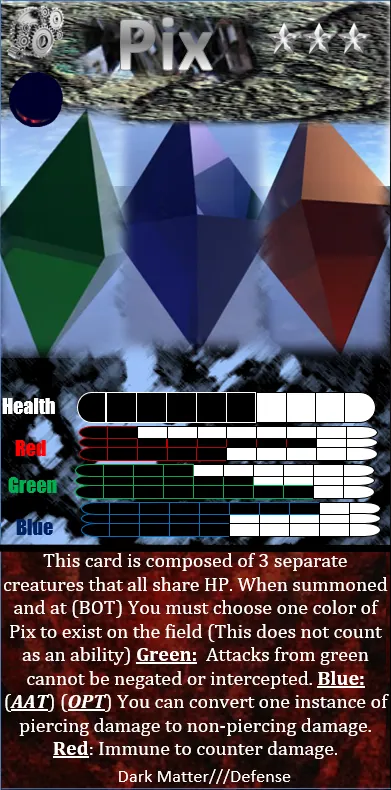 Pix
Health
Red
Green
Blue
This card is composed of 3 separate
creatures that all share HP. When summoned
and at (BOT) You must choose one color of
Pix to exist on the field (This does not count
as an ability) Green: Attacks from green
cannot be negated or intercepted. Blue:
(AAT) (OPT) You can convert one instance of
piercing damage to non-piercing damage.
Red: Immune to counter damage.
Dark Matter///Defense